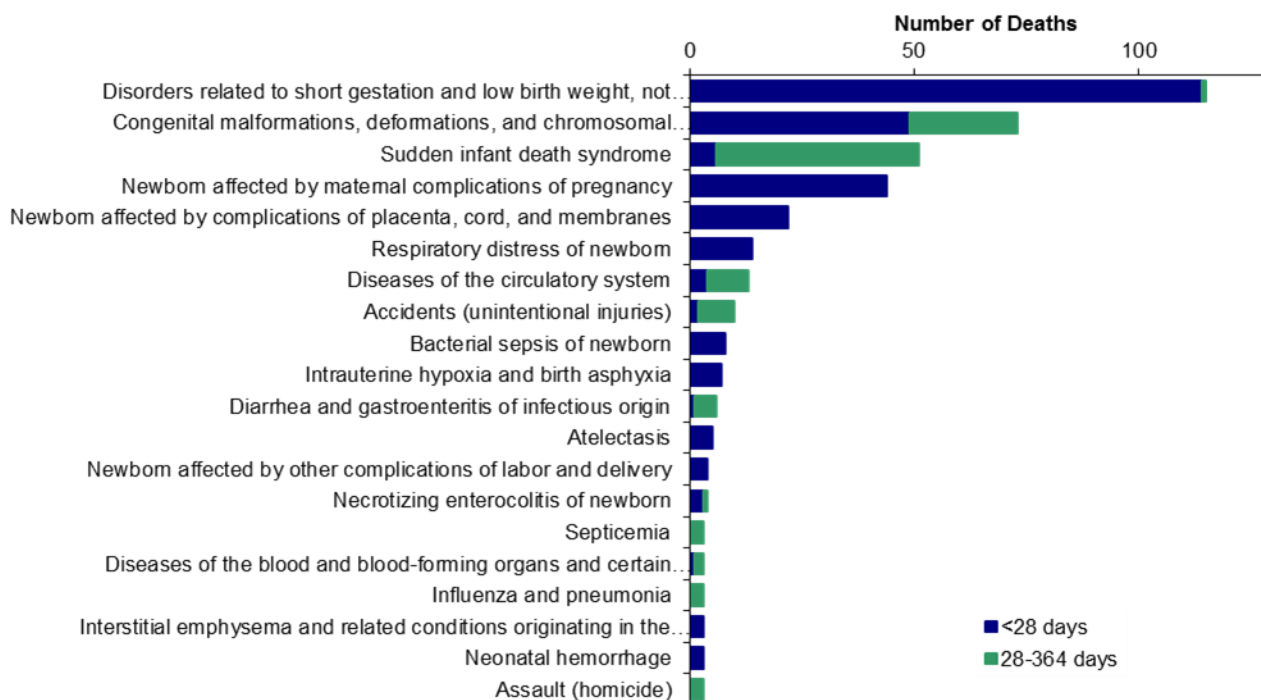 Number of Deaths
0 50 100
Disorders related to short gestation and low birth weight, not…
Congenital malformations, deformations, and chromosomal…
Sudden infant death syndrome
Newborn affected by maternal complications of pregnancy
Newborn affected by complications of placenta, cord, and membranes
Respiratory distress of newborn
Diseases of the circulatory system
Accidents (unintentional injuries)
Bacterial sepsis of newborn
Intrauterine hypoxia and birth asphyxia
Diarrhea and gastroenteritis of infectious origin
Atelectasis
Newborn affected by other complications of labor and delivery
Necrotizing enterocolitis of newborn
Septicemia
Diseases of the blood and blood-forming organs and certain…
Influenza and pneumonia
Interstitial emphysema and related conditions originating in the…
Neonatal hemorrhage
Assault (homicide)
<28 days
28-364 days